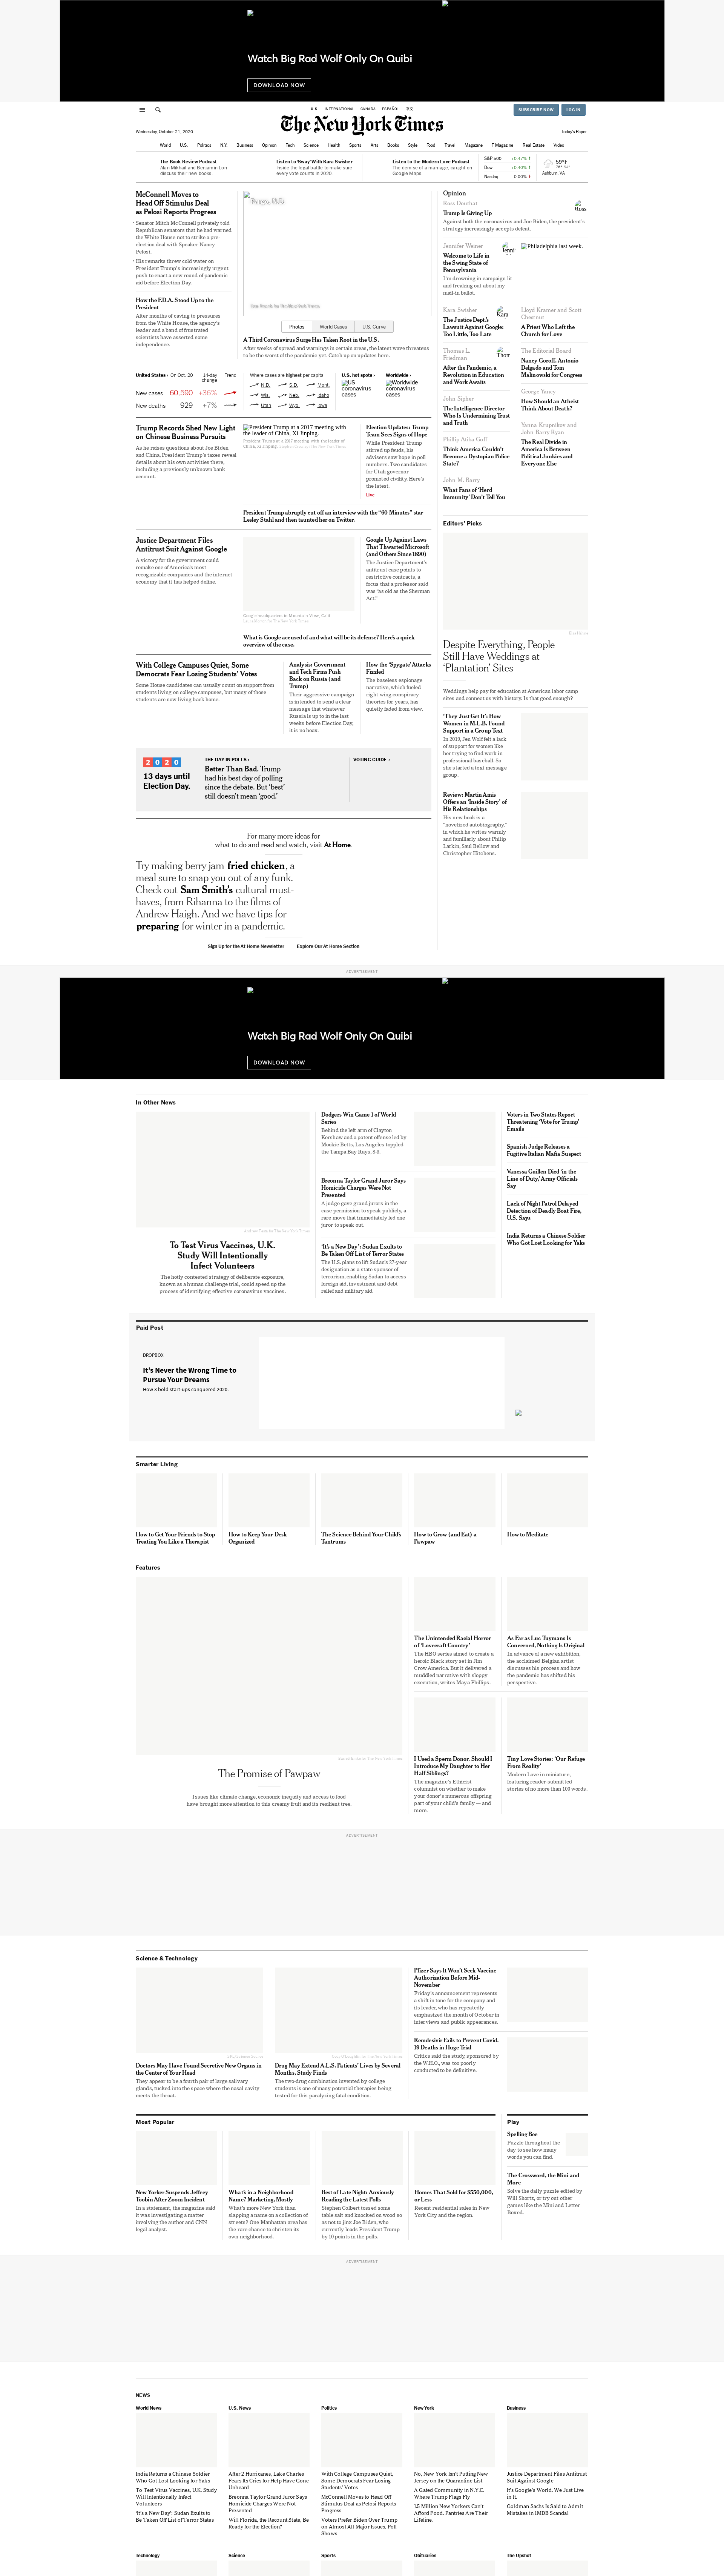 Watch Big Rad Wolf Only On Quibi
DOWNLOAD NOW
U.S.
INTERNATIONAL
CANADA
ESPAÑOL
中文
SUBSCRIBE NOW
LOG IN
The New York Times
Wednesday, October 21, 2020
Today's Paper
World
U.S.
Politics
N.Y.
Business
Opinion
Tech
Science
Health
Sports
Arts
Books
Style
Food
Travel
Magazine
T Magazine
Real Estate
Video
The Book Review Podcast
Alan Mikhail and Benjamin Lorr
discuss their new books.
Listen to 'Sway' With Kara Swisher
Inside the legal battle to make sure
every vote counts in 2020.
Listen to the Modern Love Podcast
The demise of a marriage, caught on
Google Maps.
S&P 500 +0.47% ↑
Dow +0.40% ↑
Nasdaq
59°F
Ashburn, VA
McConnell Moves to
Head Off Stimulus Deal
as Pelosi Reports Progress
• Senator Mitch McConnell privately told
Republican senators that he had warned
the White House not to strike a pre-
election deal with Speaker Nancy
Pelosi.
• His remarks threw cold water on
President Trump's increasingly urgent
push to enact a new round of pandemic
aid before Election Day.
How the F.D.A. Stood Up to the
President
After months of caving to pressures
from the White House, the agency's
leader and a band of frustrated
scientists have asserted some
independence.
Photos
World Cases
U.S. Curve
A Third Coronavirus Surge Has Taken Root in the U.S.
After weeks of spread and warnings in certain areas, the latest wave threatens
to be the worst of the pandemic yet. Catch us up on updates here.
United States › On Oct. 20
14-day
change
Trend
New cases 60,590 +36%
New deaths 929 +7%
Where cases are highest per capita
N.D.
S.D.
Mont.
Wis.
Neb.
Idaho
Utah
Wyo.
Iowa
U.S. hot spots ›
US
coronavirus
cases
Worldwide ›
Worldwide
coronavirus
cases
Trump Records Shed New Light
on Chinese Business Pursuits
As he raises questions about Joe Biden
and China, President Trump's taxes reveal
details about his own activities there,
including a previously unknown bank
account.
President Trump at a 2017 meeting with
the leader of China, Xi Jinping.
President Trump at a 2017 meeting with the leader of
China, Xi Jinping.
Election Updates: Trump
Team Sees Signs of Hope
While President Trump
stirred up feuds, his
advisers saw hope in poll
numbers. Two candidates
for Utah governor
promoted civility. Here's
the latest.
Live
President Trump abruptly cut off an interview with the "60 Minutes" star
Lesley Stahl and then taunted her on Twitter.
Justice Department Files
Antitrust Suit Against Google
A victory for the government could
remake one of America's most
recognizable companies and the internet
economy that it has helped define.
Google headquarters in Mountain View, Calif.
Google Up Against Laws
That Thwarted Microsoft
(and Others Since 1890)
The Justice Department's
antitrust case points to
restrictive contracts, a
focus that a professor said
was "as old as the Sherman
Act."
What is Google accused of and what will be its defense? Here's a quick
overview of the case.
With College Campuses Quiet, Some
Democrats Fear Losing Students' Votes
Some House candidates can usually count on support from
students living on college campuses, but many of those
students are now living back home.
Analysis: Government
and Tech Firms Push
Back on Russia (and
Trump)
Their aggressive campaign
is intended to send a clear
message that whatever
Russia is up to in the last
weeks before Election Day,
it is no hoax.
How the 'Spygate' Attacks
Fizzled
The baseless espionage
narrative, which fueled
right-wing conspiracy
theories for years, has
quietly faded from view.
2020
13 days until
Election Day.
THE DAY IN POLLS ›
Better Than Bad. Trump
had his best day of polling
since the debate. But 'best'
still doesn't mean 'good.'
VOTING GUIDE ›
For many more ideas for
what to do and read and watch, visit At Home.
Try making berry jam fried chicken, a
meal sure to snap you out of any funk.
Check out Sam Smith's cultural must-
haves, from Rihanna to the films of
Andrew Haigh. And we have tips for
preparing for winter in a pandemic.
Sign Up for the At Home Newsletter
Explore Our At Home Section
Opinion
Ross Douthat
Trump Is Giving Up
Against both the coronavirus and Joe Biden, the president's
strategy increasingly accepts defeat.
Jennifer Weiner
Welcome to Life in
the Swing State of
Pennsylvania
I'm drowning in campaign lit
and freaking out about my
mail-in ballot.
Philadelphia last week.
Kara Swisher
The Justice Dept.'s
Lawsuit Against Google:
Too Little, Too Late
Lloyd Kramer and Scott
Chesnut
A Priest Who Left the
Church for Love
Thomas L.
Friedman
After the Pandemic, a
Revolution in Education
and Work Awaits
The Editorial Board
Nancy Geroff, Antonio
Delgado and Tom
Malinowski for Congress
John Sipher
The Intelligence Director
Who Is Undermining Trust
and Truth
George Yancy
How Should an Atheist
Think About Death?
Phillip Atiba Goff
Think America Couldn't
Become a Dystopian Police
State?
Yanna Krupnikov and
John Barry Ryan
The Real Divide in
America Is Between
Political Junkies and
Everyone Else
John M. Barry
What Fans of 'Herd
Immunity' Don't Tell You
Editors' Picks
Despite Everything, People
Still Have Weddings at
'Plantation' Sites
Weddings help pay for education at American labor camp
sites and connect us with history. Is that good enough?
'They Just Get It': How
Women in M.L.B. Found
Support in a Group Text
In 2019, Jen Wolf felt a lack
of support for women like
her trying to find work in
professional baseball. So
she started a text message
group.
Review: Martin Amis
Offers an 'Inside Story' of
His Relationships
His new book is a
"novelized autobiography,"
in which he writes warmly
and familiarly about Philip
Larkin, Saul Bellow and
Christopher Hitchens.
ADVERTISEMENT
Watch Big Rad Wolf Only On Quibi
DOWNLOAD NOW
In Other News
To Test Virus Vaccines, U.K.
Study Will Intentionally
Infect Volunteers
The hotly contested strategy of deliberate exposure,
known as a human challenge trial, could speed up the
process of identifying effective coronavirus vaccines.
Dodgers Win Game 1 of World
Series
Behind the left arm of Clayton
Kershaw and a potent offense led by
Mookie Betts, Los Angeles toppled
the Tampa Bay Rays, 8-3.
Breonna Taylor Grand Juror Says
Homicide Charges Were Not
Presented
A judge gave grand jurors in the
case permission to speak publicly, a
rare move that immediately led one
juror to speak out.
'It's a New Day': Sudan Exults to
Be Taken Off List of Terror States
The U.S. plans to lift Sudan's 27-year
designation as a state sponsor of
terrorism, enabling Sudan to access
foreign aid, investment and debt
relief and military aid.
Voters in Two States Report
Threatening 'Vote for Trump'
Emails
Spanish Judge Releases a
Fugitive Italian Mafia Suspect
Vanessa Guillen Died 'in the
Line of Duty,' Army Officials
Say
Lack of Night Patrol Delayed
Detection of Deadly Boat Fire,
U.S. Says
India Returns a Chinese Soldier
Who Got Lost Looking for Yaks
Paid Post
DROPBOX
It's Never the Wrong Time to
Pursue Your Dreams
How 3 bold start-ups conquered 2020.
Smarter Living
How to Get Your Friends to Stop
Treating You Like a Therapist
How to Keep Your Desk
Organized
The Science Behind Your Child's
Tantrums
How to Grow (and Eat) a
Pawpaw
How to Meditate
Features
The Promise of Pawpaw
Issues like climate change, economic inequity and access to food
have brought more attention to this creamy fruit and its resilient tree.
The Unintended Racial Horror
of 'Lovecraft Country'
The HBO series aimed to create a
heroic Black story set in Jim
Crow America. But it delivered a
muddled narrative with sloppy
execution, writes Maya Phillips.
As Far as Luc Tuymans Is
Concerned, Nothing Is Original
In advance of a new exhibition,
the acclaimed Belgian artist
discusses his process and how
the pandemic has shifted his
perspective.
I Used a Sperm Donor. Should I
Introduce My Daughter to Her
Half Siblings?
The magazine's Ethicist
columnist on whether to make
your donor's numerous offspring
part of your child's family — and
more.
Tiny Love Stories: 'Our Refuge
From Reality'
Modern Love in miniature,
featuring reader-submitted
stories of no more than 100 words.
ADVERTISEMENT
Science & Technology
Doctors May Have Found Secretive New Organs in
the Center of Your Head
They appear to be a fourth pair of large salivary
glands, tucked into the space where the nasal cavity
meets the throat.
Drug May Extend A.L.S. Patients' Lives by Several
Months, Study Finds
The two-drug combination invented by college
students is one of many potential therapies being
tested for this paralyzing fatal condition.
Pfizer Says It Won't Seek Vaccine
Authorization Before Mid-
November
Friday's announcement represents
a shift in tone for the company and
its leader, who has repeatedly
emphasized the month of October in
interviews and public appearances.
Remdesivir Fails to Prevent Covid-
19 Deaths in Huge Trial
Critics said the study, sponsored by
the W.H.O., was too poorly
conducted to be definitive.
Most Popular
New Yorker Suspends Jeffrey
Toobin After Zoom Incident
In a statement, the magazine said
it was investigating a matter
involving the author and CNN
legal analyst.
What's in a Neighborhood
Name? Marketing, Mostly
What's more New York than
slapping a name on a collection of
streets? One Manhattan area has
the rare chance to christen its
own neighborhood.
Best of Late Night: Anxiously
Reading the Latest Polls
Stephen Colbert tossed some
table salt and knocked on wood so
as not to jinx Joe Biden, who
currently leads President Trump
by 10 points in the polls.
Homes That Sold for $550,000,
or Less
Recent residential sales in New
York City and the region.
Play
Spelling Bee
Puzzle throughout the
day to see how many
words you can find.
The Crossword, the Mini and
More
Solve the daily puzzle edited by
Will Shortz, or try out other
games like the Mini and Letter
Boxed.
ADVERTISEMENT
NEWS
World News
U.S. News
Politics
New York
Business
India Returns a Chinese Soldier
Who Got Lost Looking for Yaks
To Test Virus Vaccines, U.K. Study
Will Intentionally Infect
Volunteers
'It's a New Day': Sudan Exults to
Be Taken Off List of Terror States
After 2 Hurricanes, Lake Charles
Fears Its Cries for Help Have Gone
Unheard
Breonna Taylor Grand Juror Says
Homicide Charges Were Not
Presented
Will Florida, the Recount State, Be
Ready for the Election?
With College Campuses Quiet,
Some Democrats Fear Losing
Students' Votes
McConnell Moves to Head Off
Stimulus Deal as Pelosi Reports
Progress
Voters Prefer Biden Over Trump
on Almost All Major Issues, Poll
Shows
No, New York Isn't Putting New
Jersey on the Quarantine List
A Gated Community in N.Y.C.
Where Trump Flags Fly
1.5 Million New Yorkers Can't
Afford Food. Pantries Are Their
Lifeline.
Justice Department Files Antitrust
Suit Against Google
It's Google's World. We Just Live
in It.
Goldman Sachs Is Said to Admit
Mistakes in 1MDB Scandal
Technology
Science
Sports
Obituaries
The Upshot